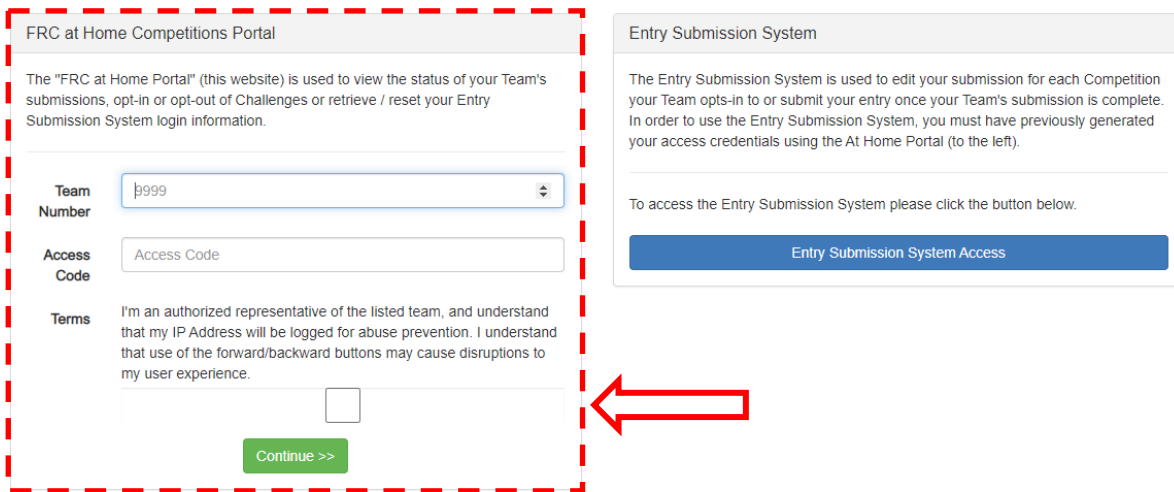 FRC at Home Competitions Portal
The "FRC at Home Portal" (this website) is used to view the status of your Team's
submissions, opt-in or opt-out of Challenges or retrieve / reset your Entry
Submission System login information.
Team
Number
9999
Access
Code
Access Code
Terms
I'm an authorized representative of the listed team, and understand
that my IP Address will be logged for abuse prevention. I understand
that use of the forward/backward buttons may cause disruptions to
my user experience.
Continue >>
Entry Submission System
The Entry Submission System is used to edit your submission for each Competition
your Team opts-in to or submit your entry once your Team's submission is complete.
In order to use the Entry Submission System, you must have previously generated
your access credentials using the At Home Portal (to the left).
To access the Entry Submission System please click the button below.
Entry Submission System Access